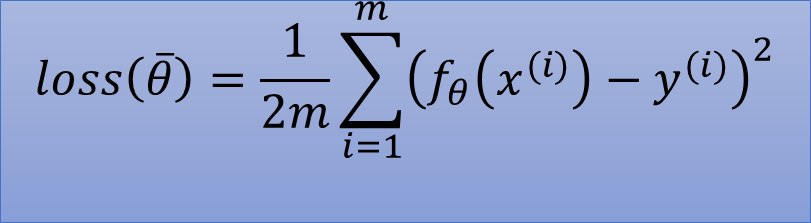 loss(θ̄) = 1/2m ∑_{i=1}^{m} (f_θ(x^{(i)}) − y^{(i)})^2